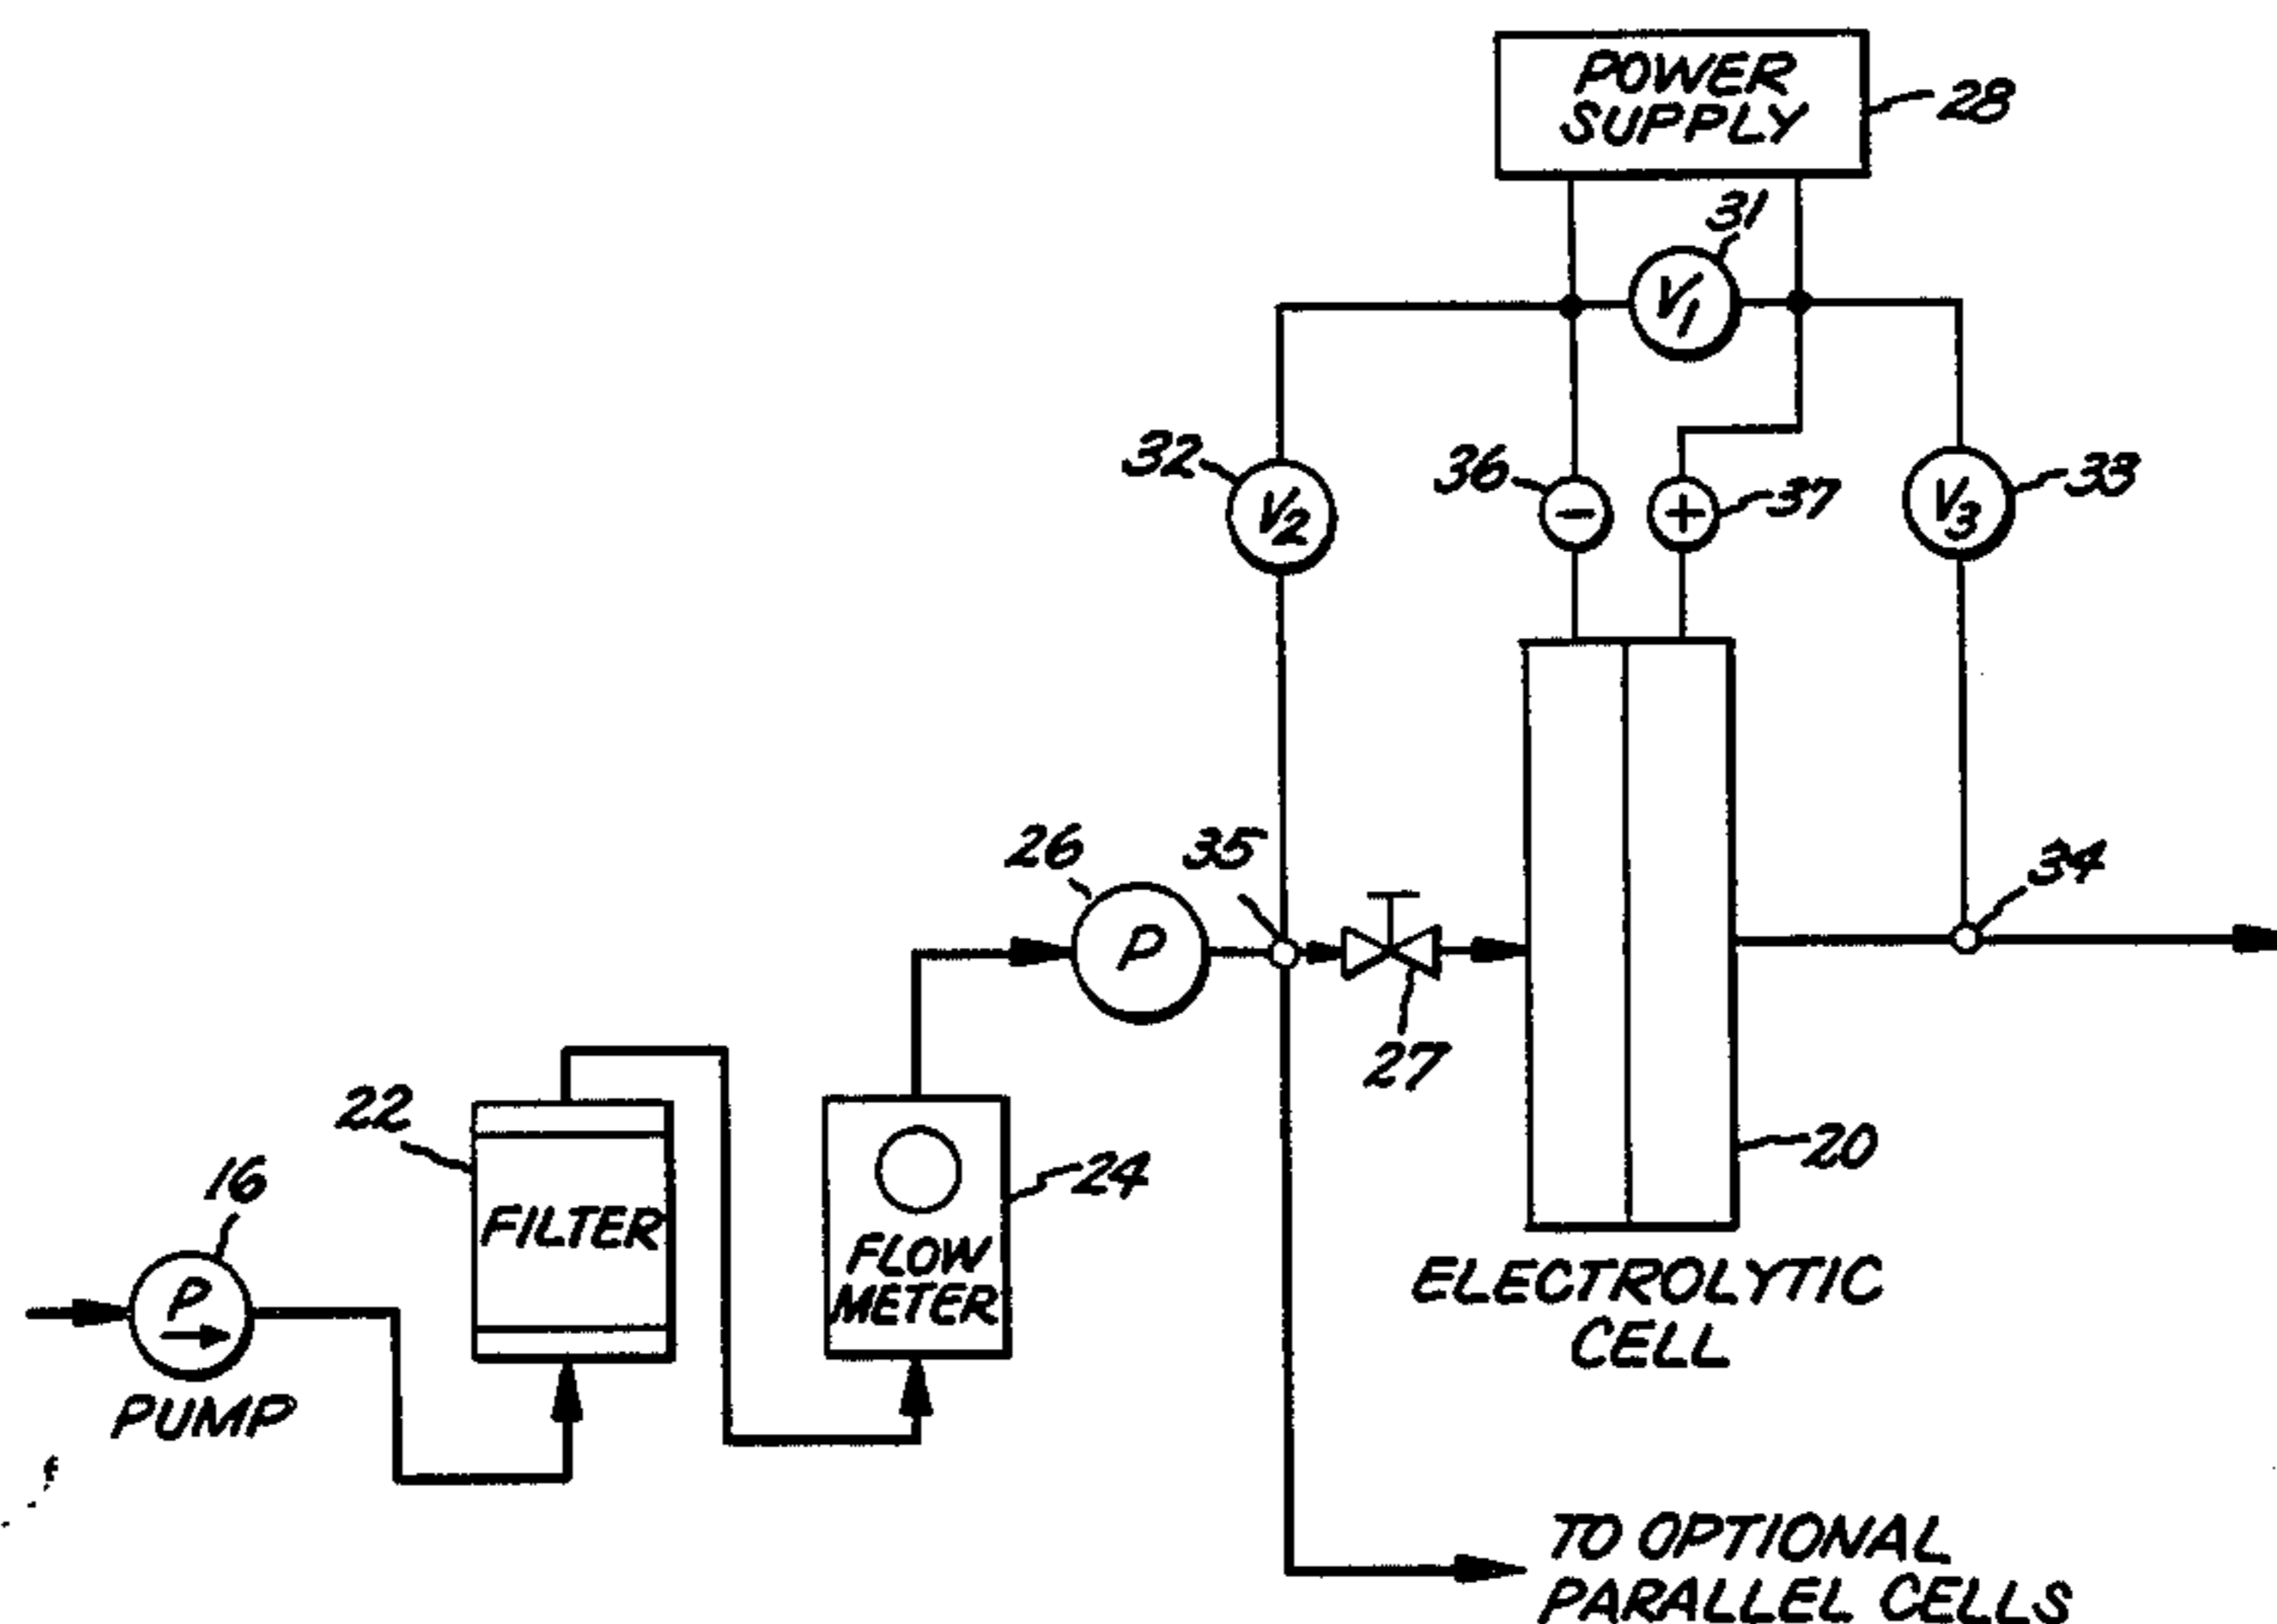 POWER
SUPPLY
28
31
V1
32
V2
36
−
+
37
V3
33
26
P
35
34
27
22
FILTER
16
P
PUMP
24
FLOW
METER
20
ELECTROLYTIC
CELL
TO OPTIONAL
PARALLEL CELLS